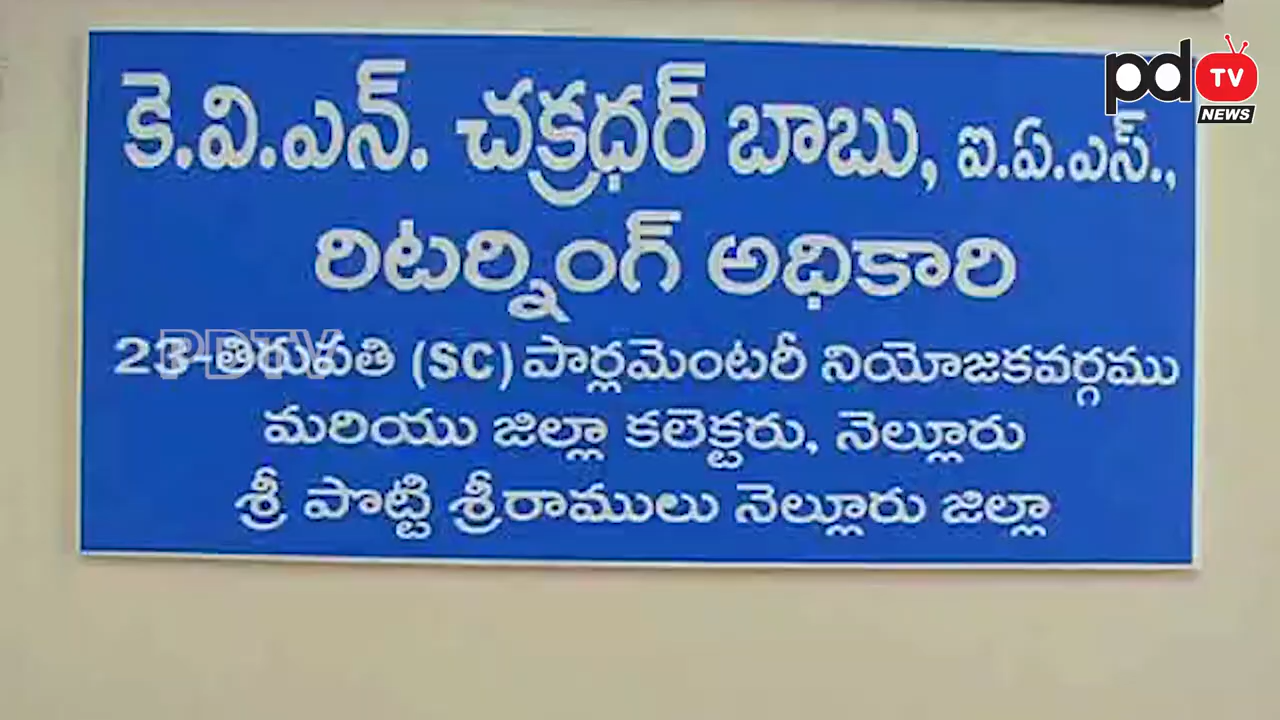 కె.వి.ఎన్. చక్రధర్ బాబు, ఐ.ఏ.ఎస్.,
రిటర్నింగ్ అధికారి
23-తిరుపతి (SC) పార్లమెంటరీ నియోజకవర్గము
మరియు జిల్లా కలెక్టరు, నెల్లూరు
శ్రీ పొట్టి శ్రీరాములు నెల్లూరు జిల్లా
pd TV
NEWS
PDTV